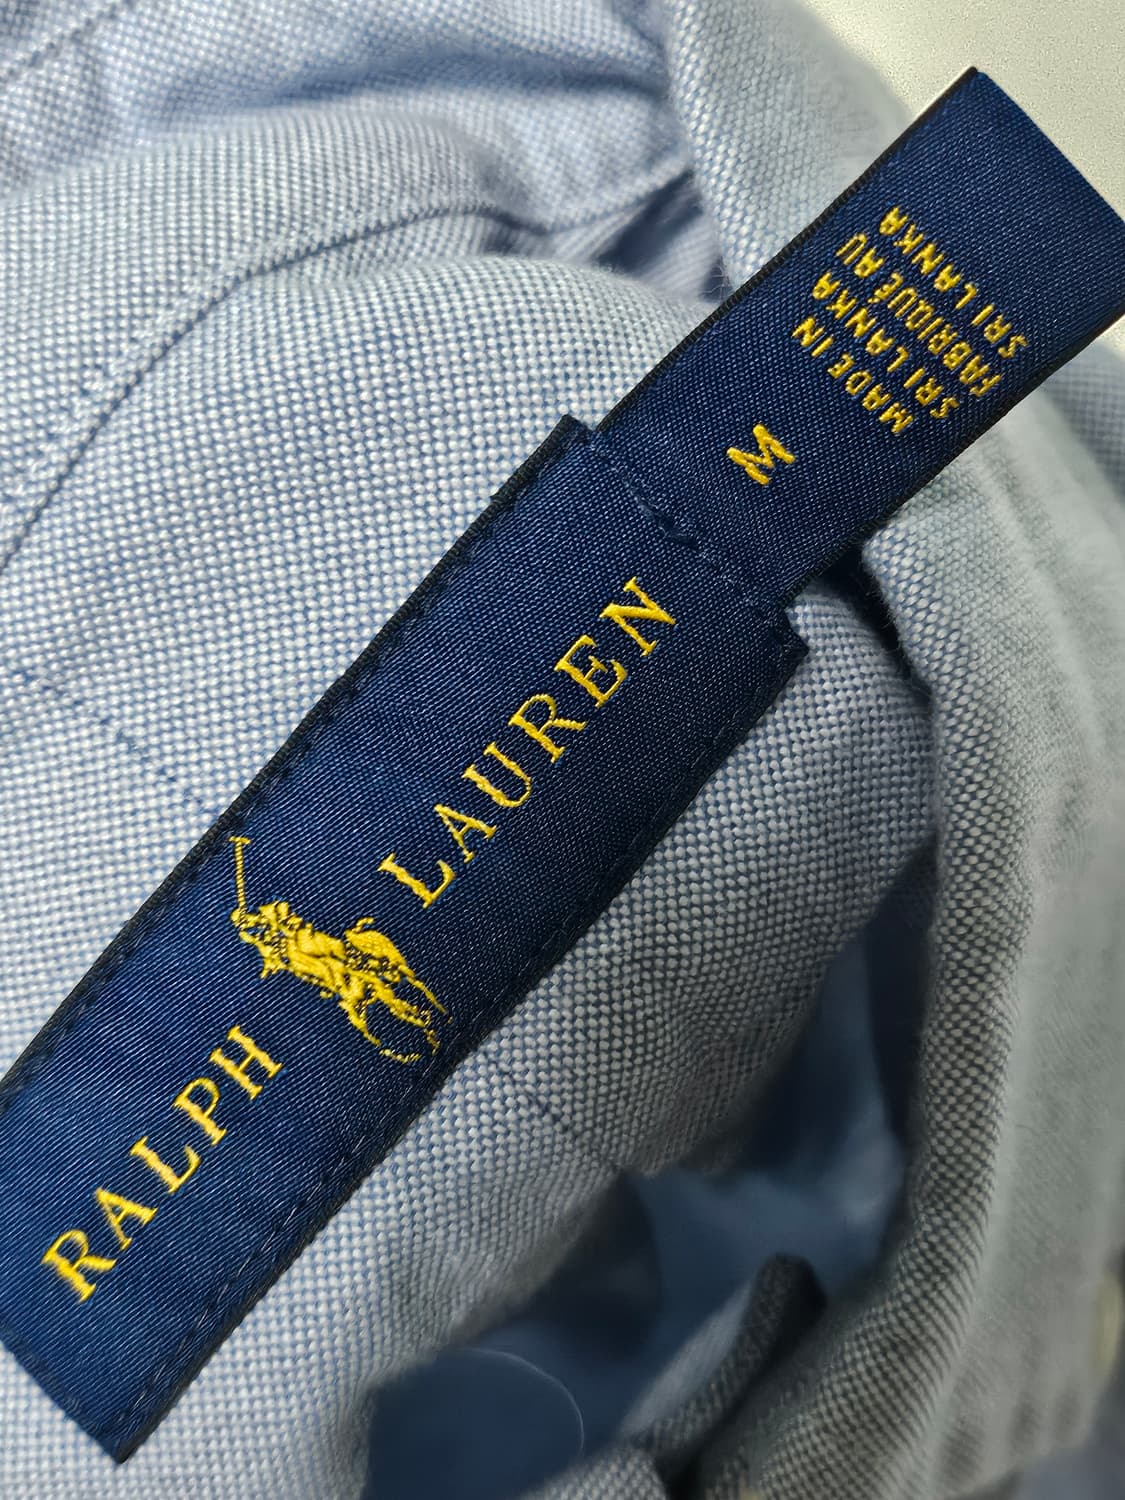 RALPH LAUREN
M
MADE IN
SRI LANKA
FABRIQUÉ AU
SRI LANKA